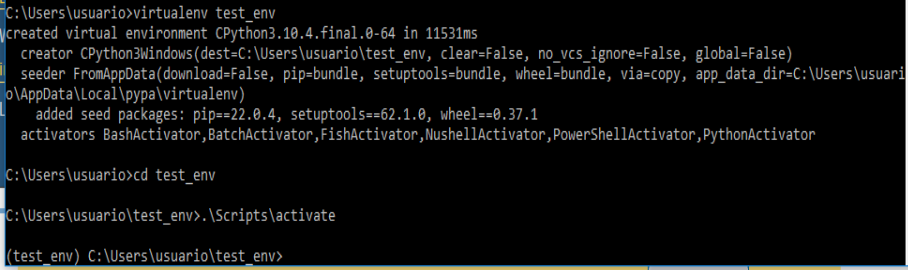 C:\Users\usuario>virtualenv test_env
created virtual environment CPython3.10.4.final.0-64 in 11531ms
  creator CPython3Windows(dest=C:\Users\usuario\test_env, clear=False, no_vcs_ignore=False, global=False)
  seeder FromAppData(download=False, pip=bundle, setuptools=bundle, wheel=bundle, via=copy, app_data_dir=C:\Users\usuari
o\AppData\Local\pypa\virtualenv)
    added seed packages: pip==22.0.4, setuptools==62.1.0, wheel==0.37.1
  activators BashActivator,BatchActivator,FishActivator,NushellActivator,PowerShellActivator,PythonActivator
C:\Users\usuario>cd test_env
C:\Users\usuario\test_env>.\Scripts\activate
(test_env) C:\Users\usuario\test_env>